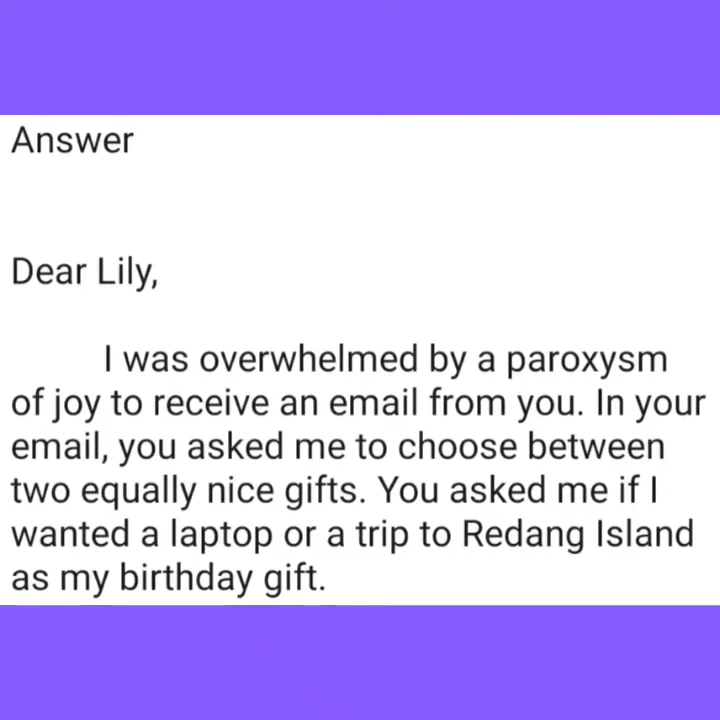 Answer
Dear Lily,
I was overwhelmed by a paroxysm
of joy to receive an email from you. In your
email, you asked me to choose between
two equally nice gifts. You asked me if I
wanted a laptop or a trip to Redang Island
as my birthday gift.